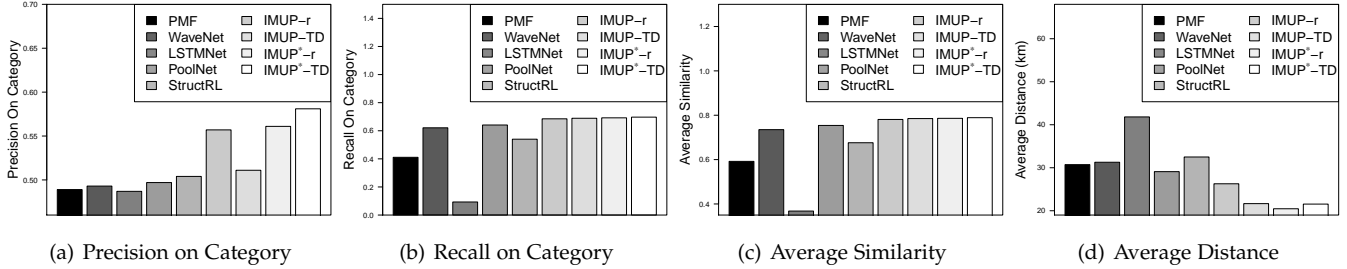 Precision On Category
0.50 0.55 0.60 0.65 0.70
PMF
WaveNet
LSTMNet
PoolNet
StructRL
IMUP−r
IMUP−TD
IMUP*−r
IMUP*−TD
(a) Precision on Category
Recall On Category
0.0 0.2 0.4 0.6 0.8 1.0 1.2 1.4
PMF
WaveNet
LSTMNet
PoolNet
StructRL
IMUP−r
IMUP−TD
IMUP*−r
IMUP*−TD
(b) Recall on Category
Average Similarity
0.4 0.6 0.8 1.0 1.2
PMF
WaveNet
LSTMNet
PoolNet
StructRL
IMUP−r
IMUP−TD
IMUP*−r
IMUP*−TD
(c) Average Similarity
Average Distance (km)
20 30 40 50 60
PMF
WaveNet
LSTMNet
PoolNet
StructRL
IMUP−r
IMUP−TD
IMUP*−r
IMUP*−TD
(d) Average Distance